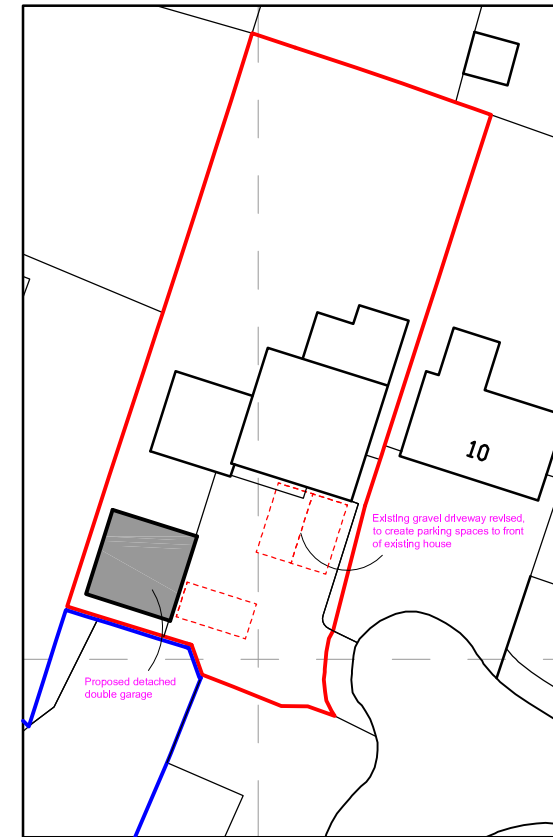 10
Existing gravel driveway revised,
to create parking spaces to front
of existing house
Proposed detached
double garage